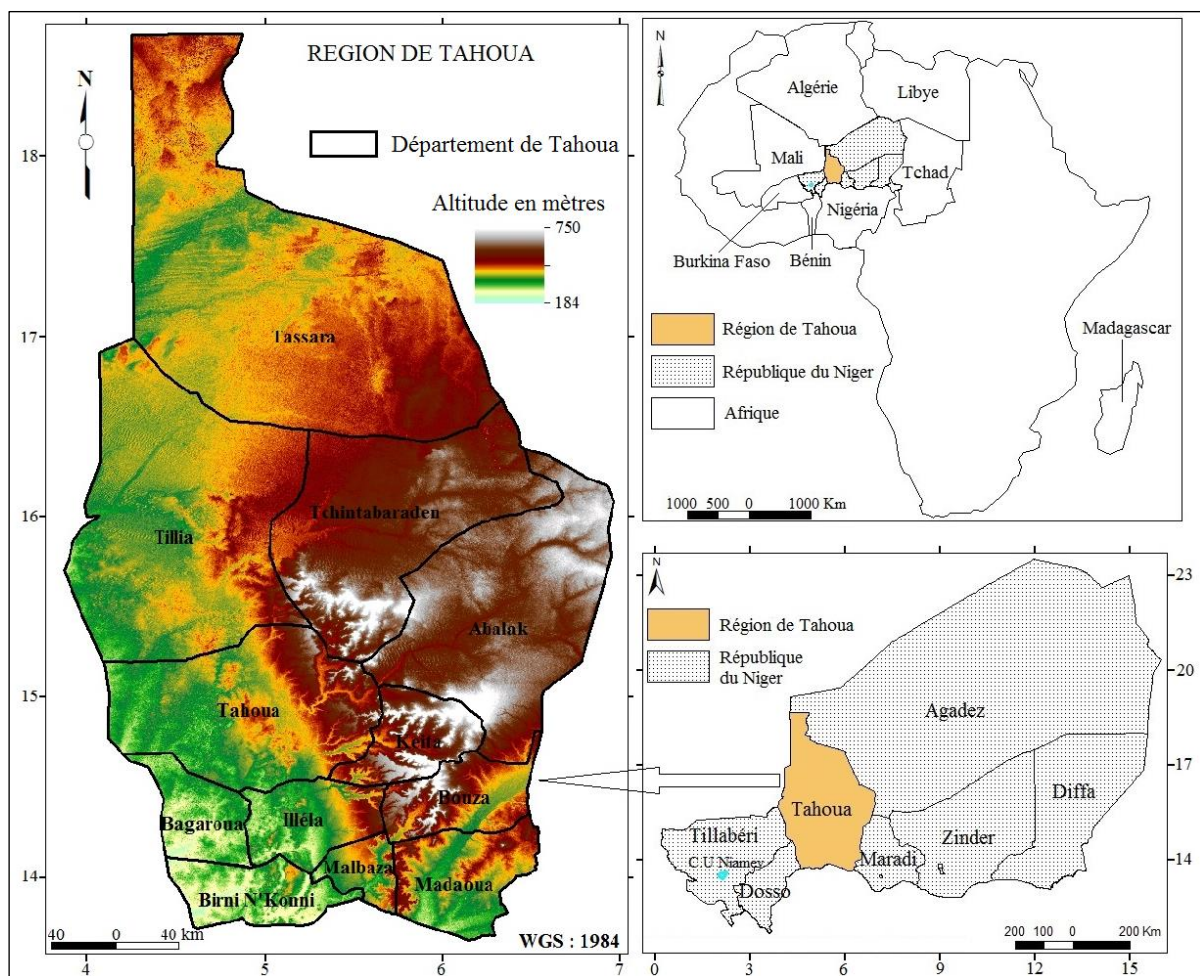 REGION DE TAHOUA
N
Département de Tahoua
Altitude en mètres
750
184
18
17
16
15
14
Tassara
Tchintabaraden
Tillia
Abalak
Tahoua
Keita
Bouza
Bagaroua
Illéla
Malbaza
Madaoua
Birni N'Konni
40 0 40 km
WGS : 1984
4 5 6 7
N
Algérie
Libye
Mali
Tchad
Nigéria
Burkina Faso
Bénin
Madagascar
Région de Tahoua
République du Niger
Afrique
1000 500 0 1000 Km
N
Région de Tahoua
République
du Niger
Agadez
Diffa
Tahoua
Tillabéri
C.U Niamey
Dosso
Maradi
Zinder
23
20
17
14
200 100 0 200 Km
0 3 6 9 12 15